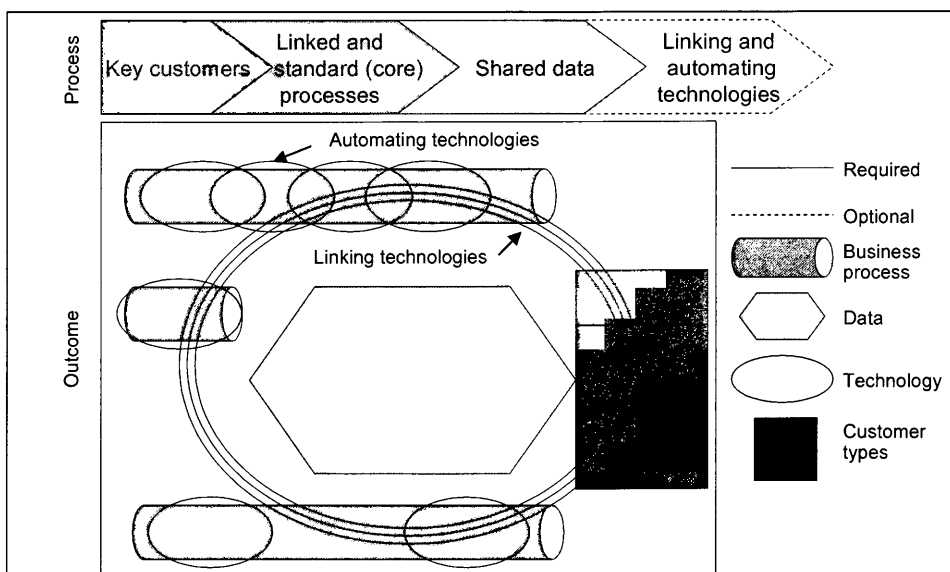 Process
Key customers
Linked and
standard (core)
processes
Shared data
Linking and
automating
technologies
Outcome
Automating technologies
Linking technologies
Required
Optional
Business
process
Data
Technology
Customer
types